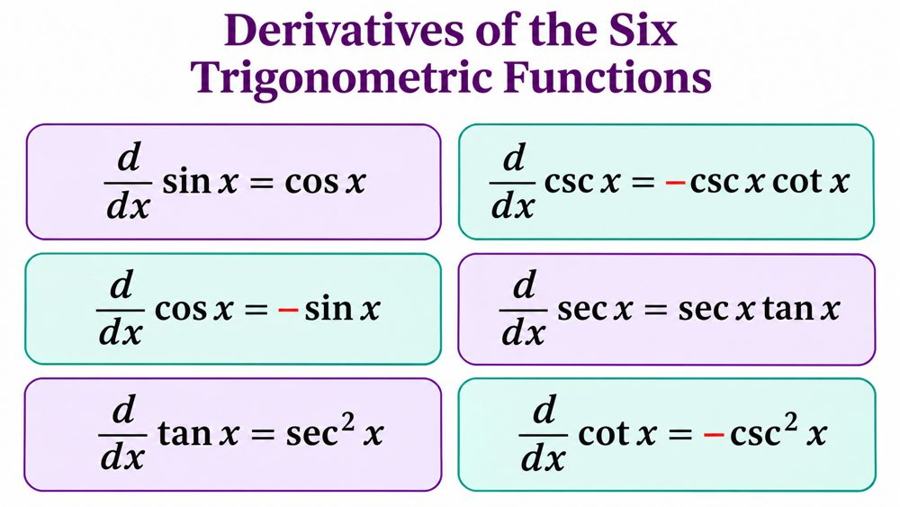 Derivatives of the Six
Trigonometric Functions
d/dx sin x = cos x
d/dx csc x = −csc x cot x
d/dx cos x = − sin x
d/dx sec x = sec x tan x
d/dx tan x = sec² x
d/dx cot x = −csc² x